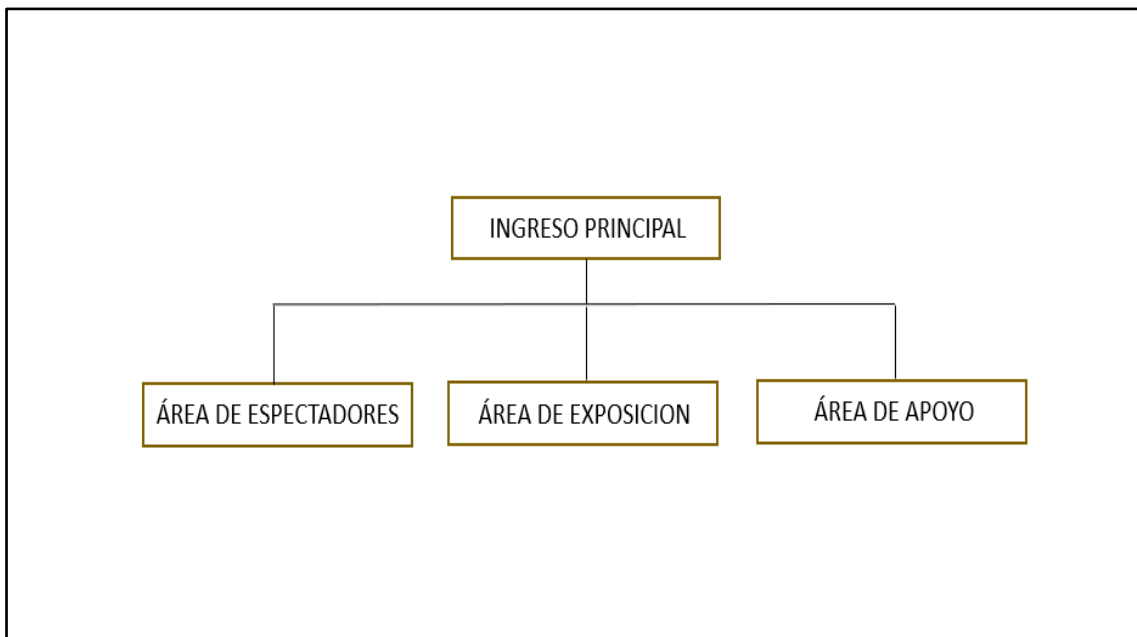 INGRESO PRINCIPAL
ÁREA DE ESPECTADORES
ÁREA DE EXPOSICION
ÁREA DE APOYO